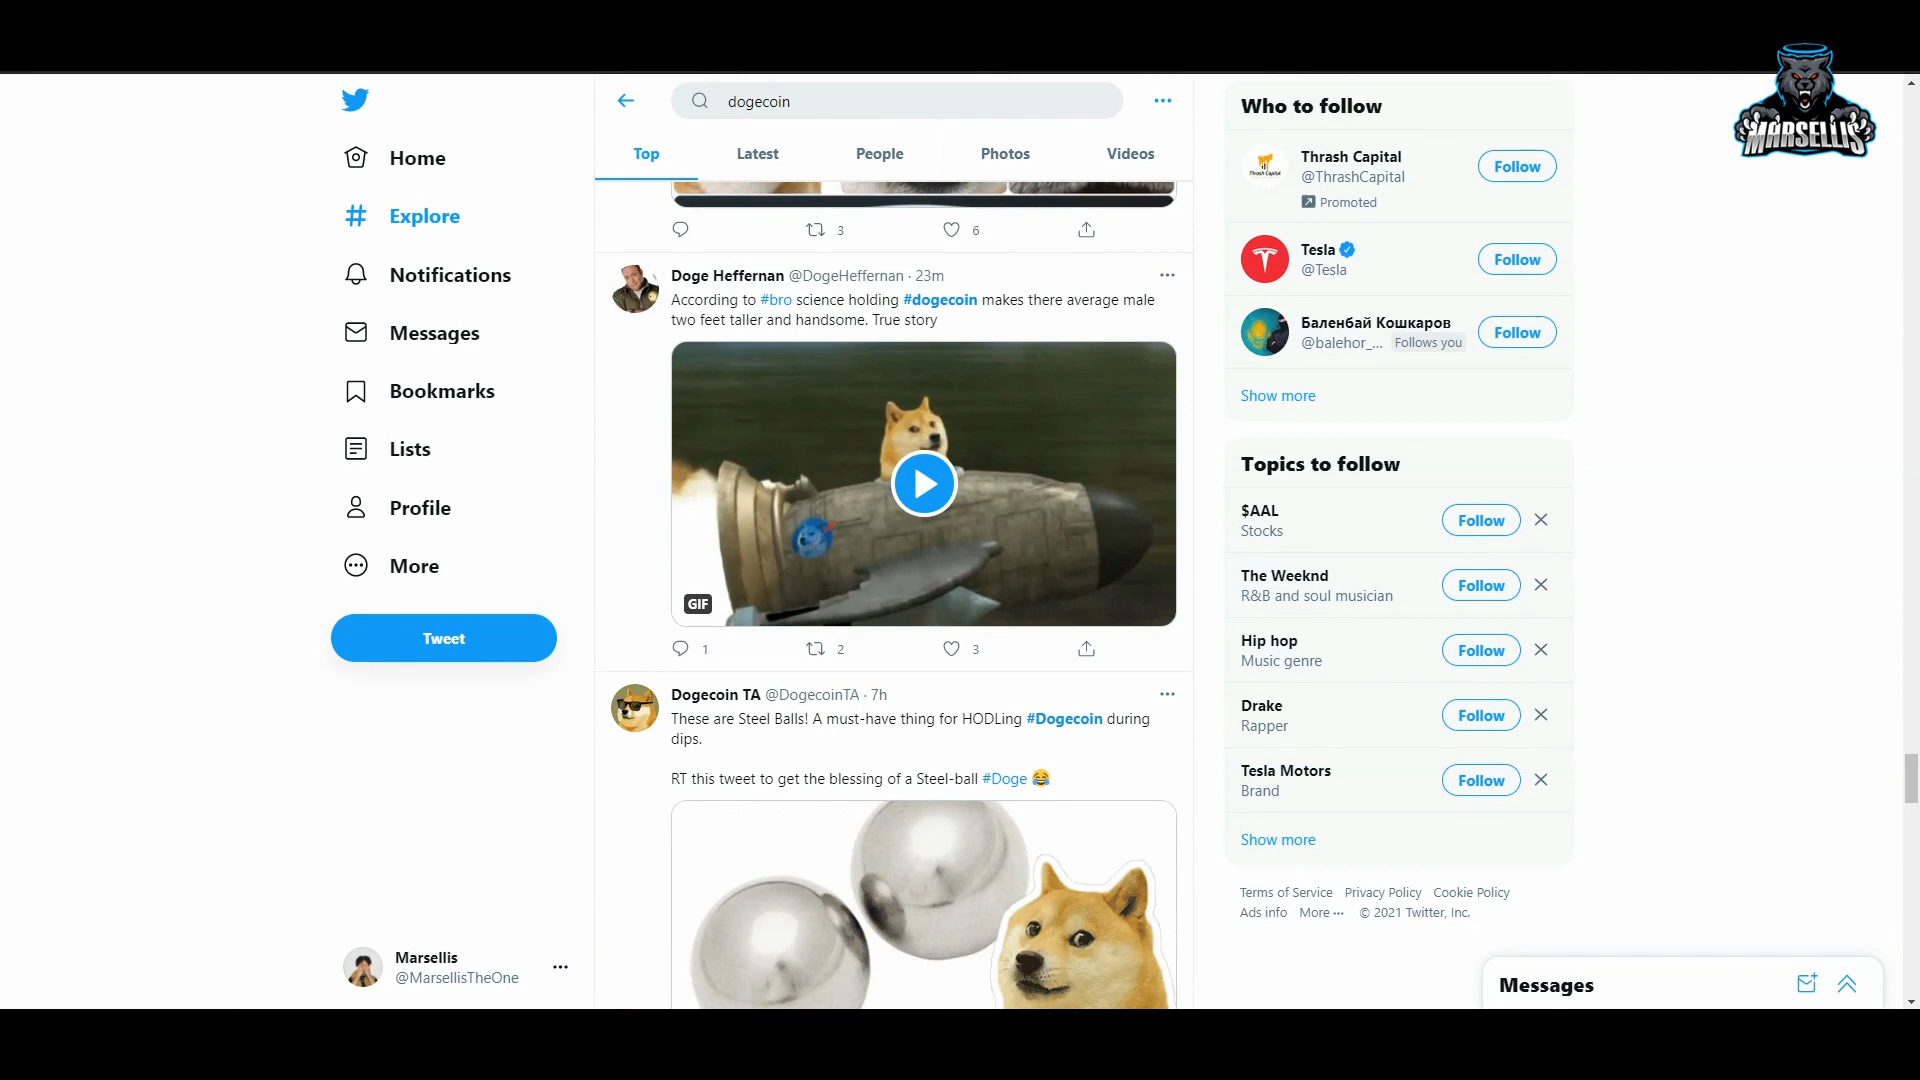 MARSELLIS
dogecoin
Top
Latest
People
Photos
Videos
Home
Explore
Notifications
Messages
Bookmarks
Lists
Profile
More
Tweet
Marsellis
@MarsellisTheOne
3
6
Doge Heffernan @DogeHeffernan · 23m
According to #bro science holding #dogecoin makes there average male
two feet taller and handsome. True story
GIF
1
2
3
Dogecoin TA @DogecoinTA · 7h
These are Steel Balls! A must-have thing for HODLing #Dogecoin during
dips.
RT this tweet to get the blessing of a Steel-ball #Doge 😂
Who to follow
Thrash Capital
Thrash Capital
@ThrashCapital
Promoted
Follow
Tesla
@Tesla
Follow
Баленбай Кошкаров
@balehor_... Follows you
Follow
Show more
Topics to follow
$AAL
Stocks
Follow
The Weeknd
R&B and soul musician
Follow
Hip hop
Music genre
Follow
Drake
Rapper
Follow
Tesla Motors
Brand
Follow
Show more
Terms of Service Privacy Policy Cookie Policy
Ads info More ··· © 2021 Twitter, Inc.
Messages